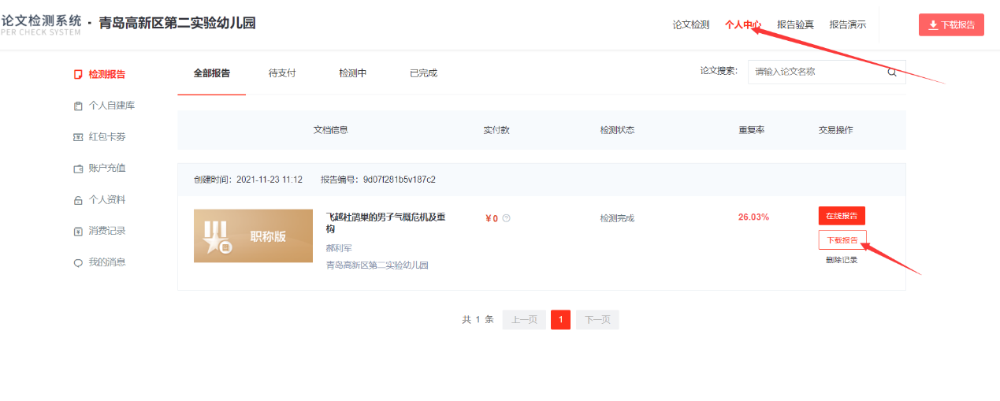 论文检测系统 · 青岛高新区第二实验幼儿园
PER CHECK SYSTEM
论文检测 个人中心 报告验真 报告演示 下载报告
检测报告
个人自建库
红包卡劵
账户充值
个人资料
消费记录
我的消息
全部报告 待支付 检测中 已完成
论文搜索: 请输入论文名称
文档信息 实付款 检测状态 重复率 交易操作
创建时间：2021-11-23 11:12 报告编号：9d07f281b5v187c2
职称版
飞越杜鹃巢的男子气概危机及重
构
郝利军
青岛高新区第二实验幼儿园
¥0
检测完成
26.03%
在线报告
下载报告
删除记录
共 1 条 上一页 1 下一页